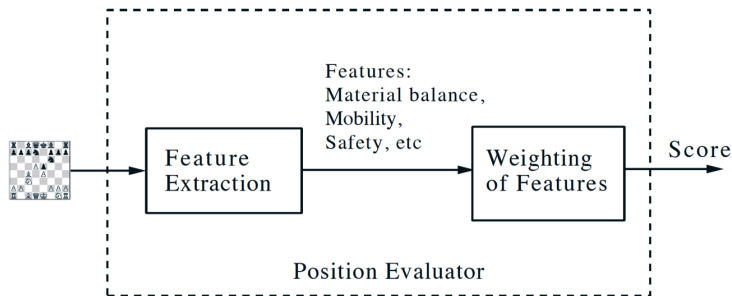 Features:
Material balance,
Mobility,
Safety, etc
Feature
Extraction
Weighting
of Features
Score
Position Evaluator